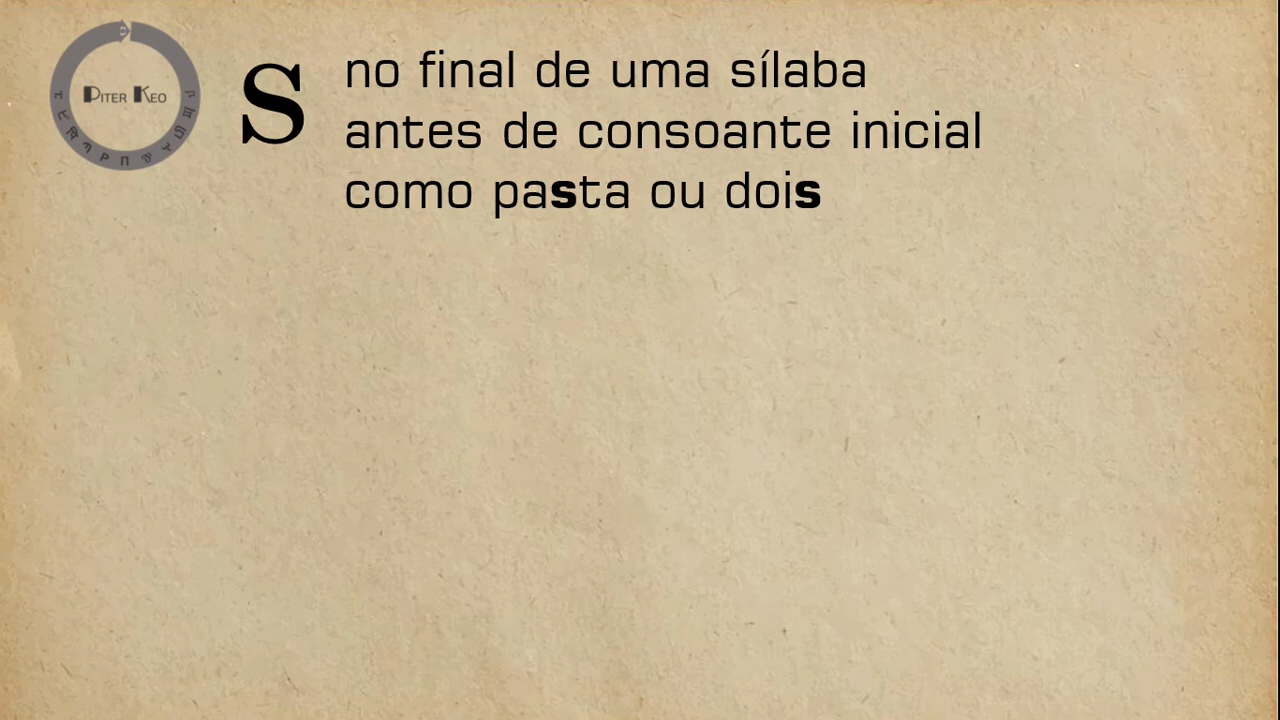 PITER KEO
S
no final de uma sílaba
antes de consoante inicial
como pasta ou dois